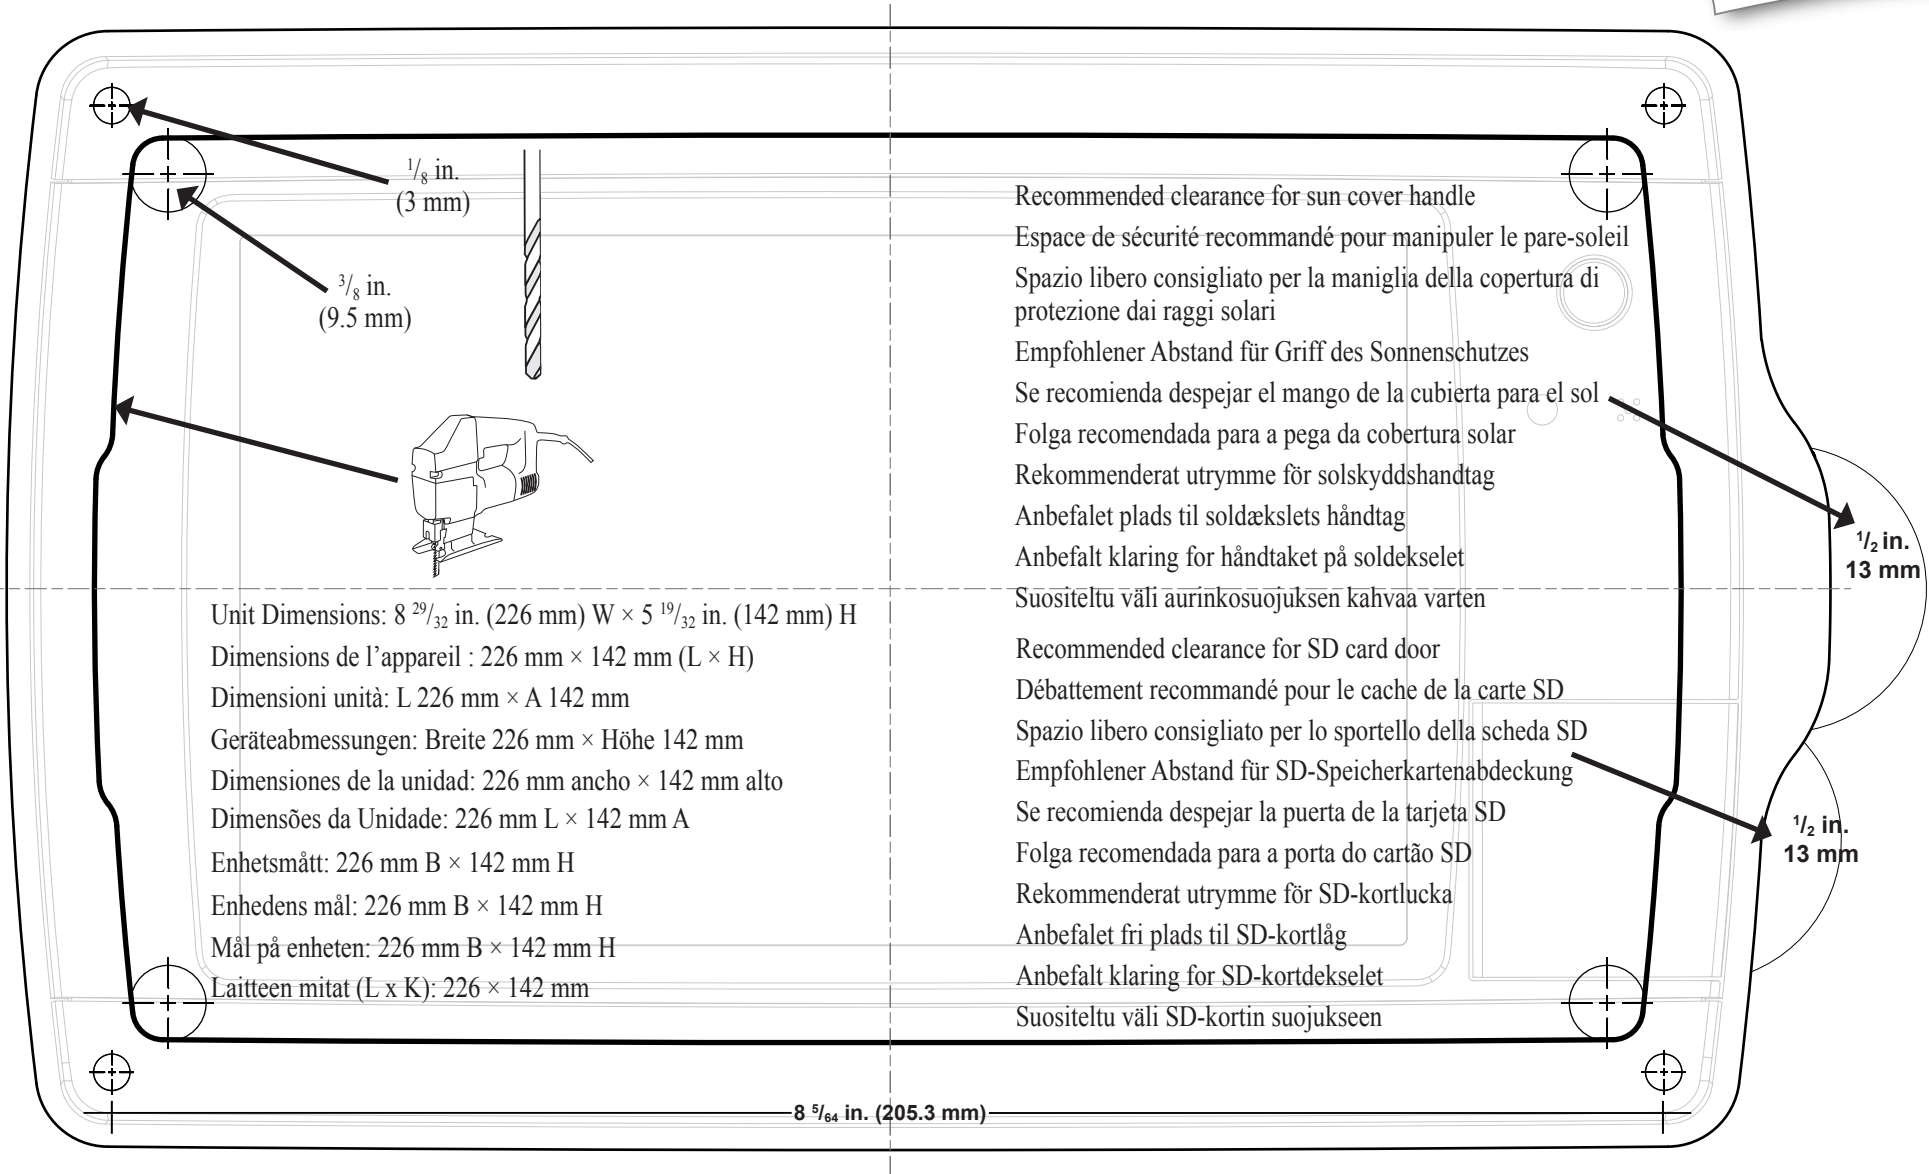 1/8 in.
(3 mm)
3/8 in.
(9.5 mm)
Unit Dimensions: 8 29/32 in. (226 mm) W × 5 19/32 in. (142 mm) H
Dimensions de l’appareil : 226 mm × 142 mm (L × H)
Dimensioni unità: L 226 mm × A 142 mm
Geräteabmessungen: Breite 226 mm × Höhe 142 mm
Dimensiones de la unidad: 226 mm ancho × 142 mm alto
Dimensões da Unidade: 226 mm L × 142 mm A
Enhetsmått: 226 mm B × 142 mm H
Enhedens mål: 226 mm B × 142 mm H
Mål på enheten: 226 mm B × 142 mm H
Laitteen mitat (L x K): 226 × 142 mm
Recommended clearance for sun cover handle
Espace de sécurité recommandé pour manipuler le pare-soleil
Spazio libero consigliato per la maniglia della copertura di
protezione dai raggi solari
Empfohlener Abstand für Griff des Sonnenschutzes
Se recomienda despejar el mango de la cubierta para el sol
Folga recomendada para a pega da cobertura solar
Rekommenderat utrymme för solskyddshandtag
Anbefalet plads til soldækslets håndtag
Anbefalt klaring for håndtaket på soldekselet
Suositeltu väli aurinkosuojuksen kahvaa varten
1/2 in.
13 mm
Recommended clearance for SD card door
Débattement recommandé pour le cache de la carte SD
Spazio libero consigliato per lo sportello della scheda SD
Empfohlener Abstand für SD-Speicherkartenabdeckung
Se recomienda despejar la puerta de la tarjeta SD
Folga recomendada para a porta do cartão SD
Rekommenderat utrymme för SD-kortlucka
Anbefalet fri plads til SD-kortlåg
Anbefalt klaring for SD-kortdekselet
Suositeltu väli SD-kortin suojukseen
1/2 in.
13 mm
8 5/64 in. (205.3 mm)